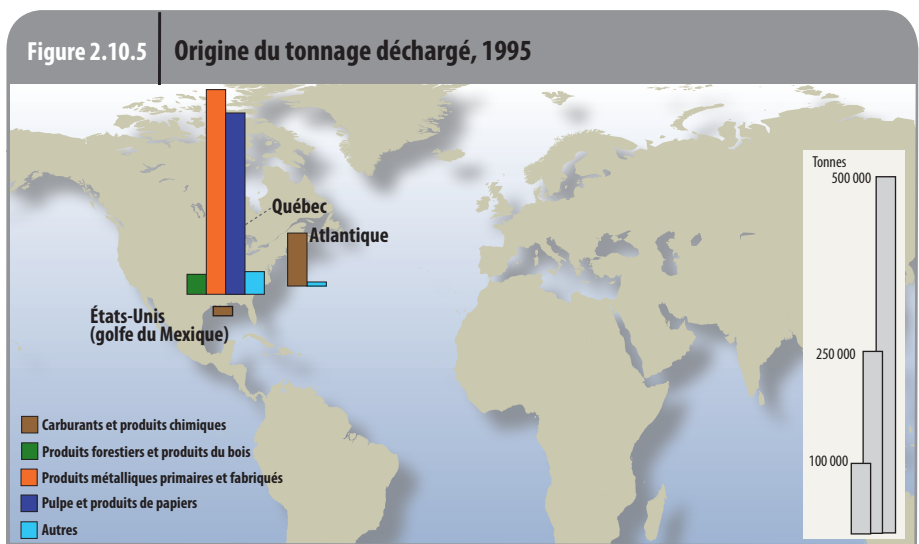 Figure 2.10.5
Origine du tonnage déchargé, 1995
Québec
Atlantique
États-Unis
(golfe du Mexique)
Carburants et produits chimiques
Produits forestiers et produits du bois
Produits métalliques primaires et fabriqués
Pulpe et produits de papiers
Autres
Tonnes
500 000
250 000
100 000